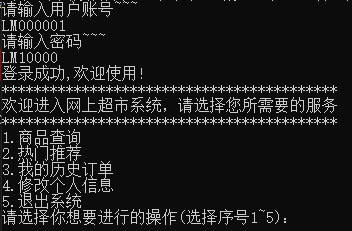 请输入用户账号~~~
LM000001
请输入密码~~~
LM10000
登录成功,欢迎使用!
******************************************
欢迎进入网上超市系统, 请选择您所需要的服务
******************************************
1.商品查询
2.热门推荐
3.我的历史订单
4.修改个人信息
5.退出系统
请选择你想要进行的操作(选择序号1~5):